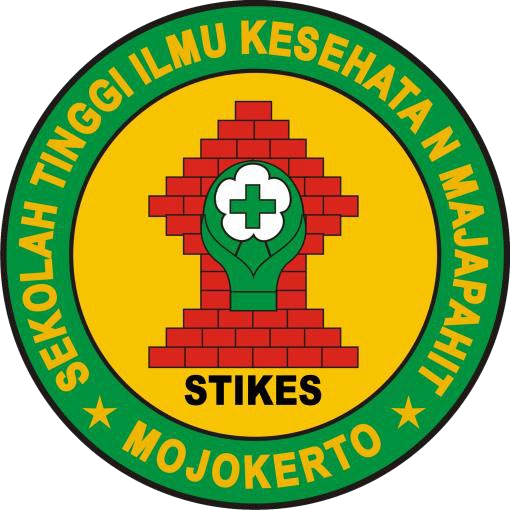 SEKOLAH TINGGI ILMU KESEHATA N MAJAPAHIT
STIKES
MOJOKERTO